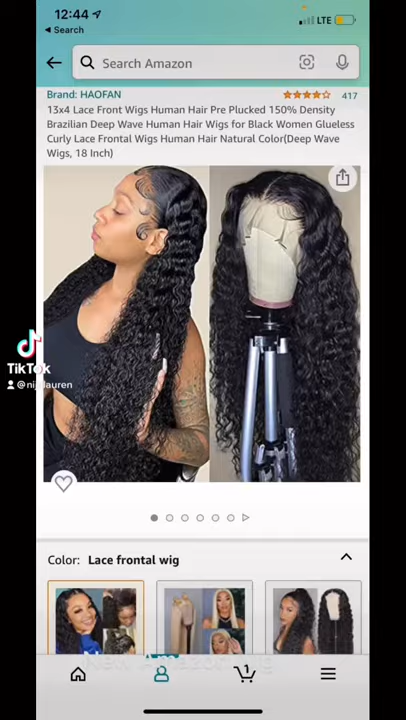 12:44
LTE
Search
Search Amazon
Brand: HAOFAN
417
13x4 Lace Front Wigs Human Hair Pre Plucked 150% Density
Brazilian Deep Wave Human Hair Wigs for Black Women Glueless
Curly Lace Frontal Wigs Human Hair Natural Color(Deep Wave
Wigs, 18 Inch)
TikTok
Color: Lace frontal wig
1